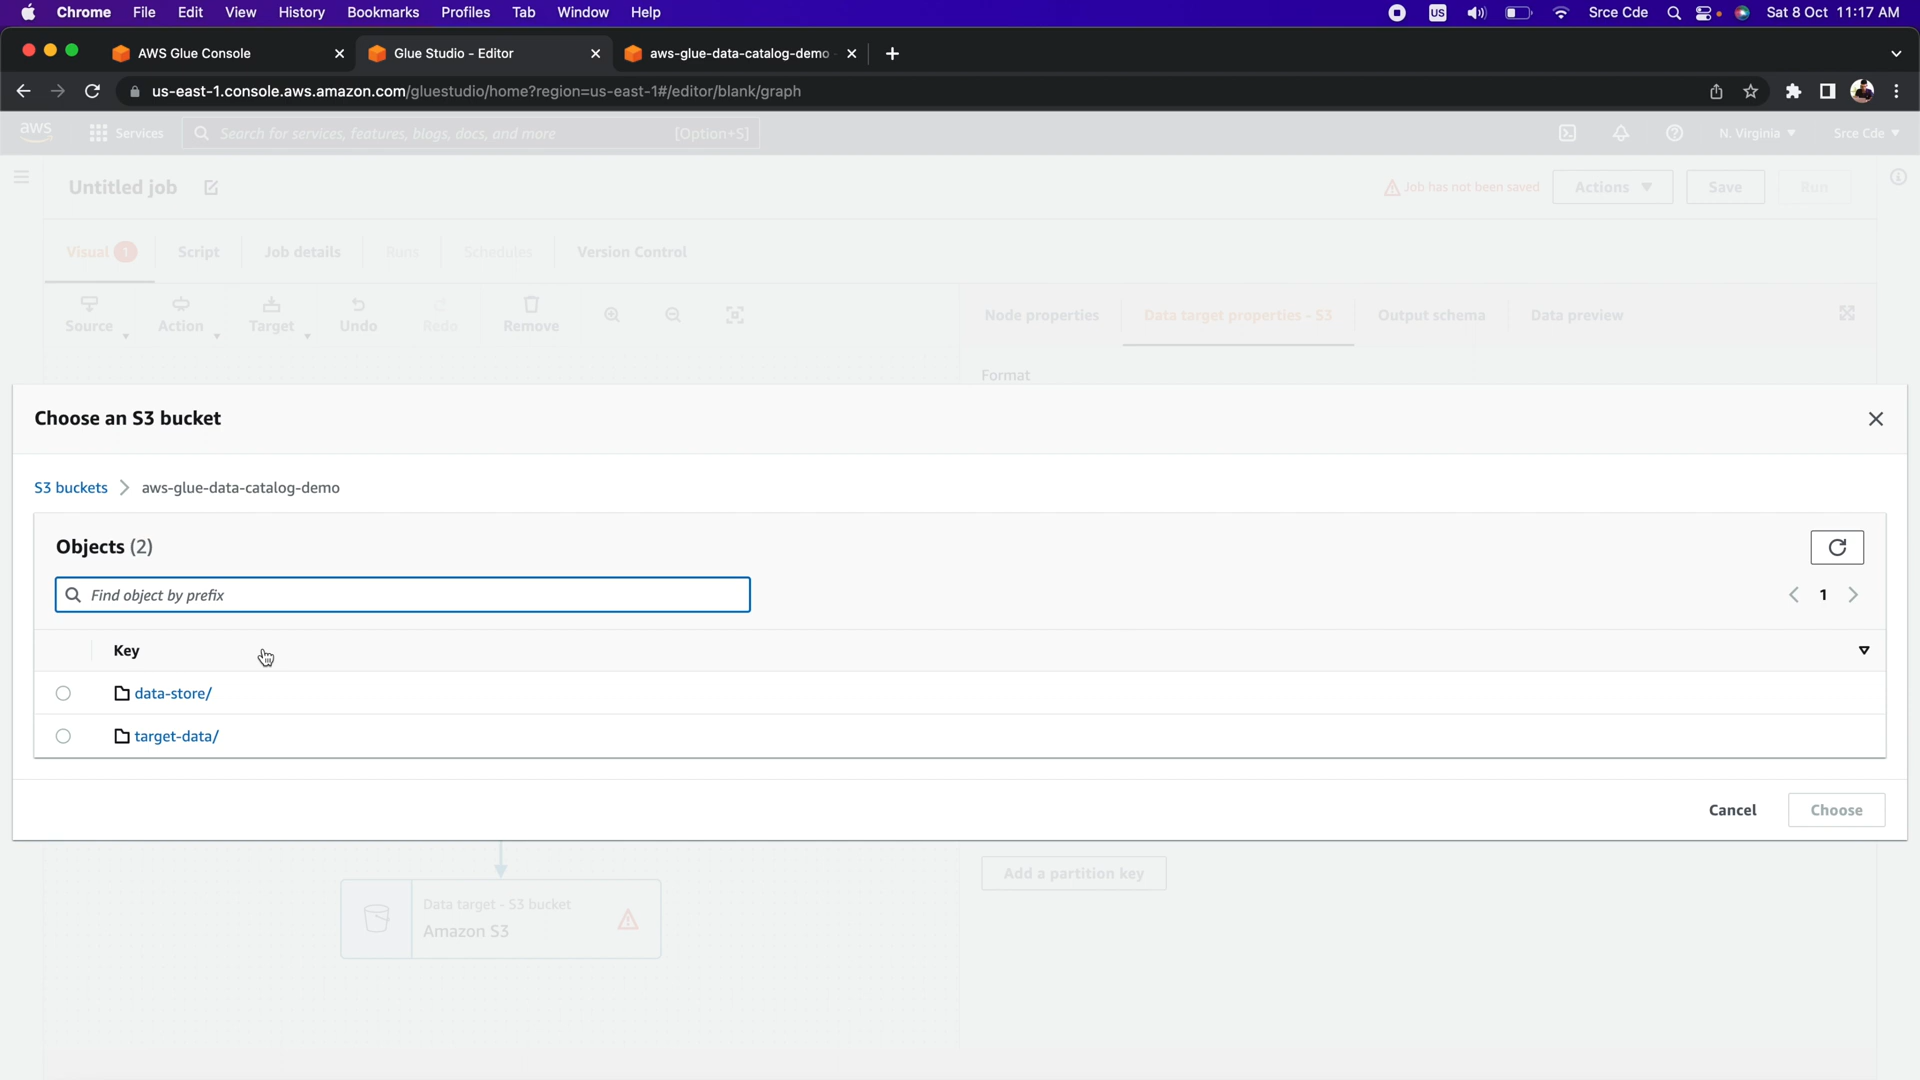 Chrome File Edit View History Bookmarks Profiles Tab Window Help US Srce Cde Sat 8 Oct 11:17 AM
AWS Glue Console Glue Studio - Editor aws-glue-data-catalog-demo
us-east-1.console.aws.amazon.com/gluestudio/home?region=us-east-1#/editor/blank/graph
aws Services Search for services, features, blogs, docs, and more [Option+S] N. Virginia Srce Cde
Untitled job Job has not been saved Actions Save Run
Visual 1 Script Job details Runs Schedules Version Control
Source Action Target Undo Redo Remove Node properties Data target properties - S3 Output schema Data preview
Format
Choose an S3 bucket
S3 buckets > aws-glue-data-catalog-demo
Objects (2)
Find object by prefix 1
Key
data-store/
target-data/
Cancel Choose
Add a partition key
Data target - S3 bucket
Amazon S3